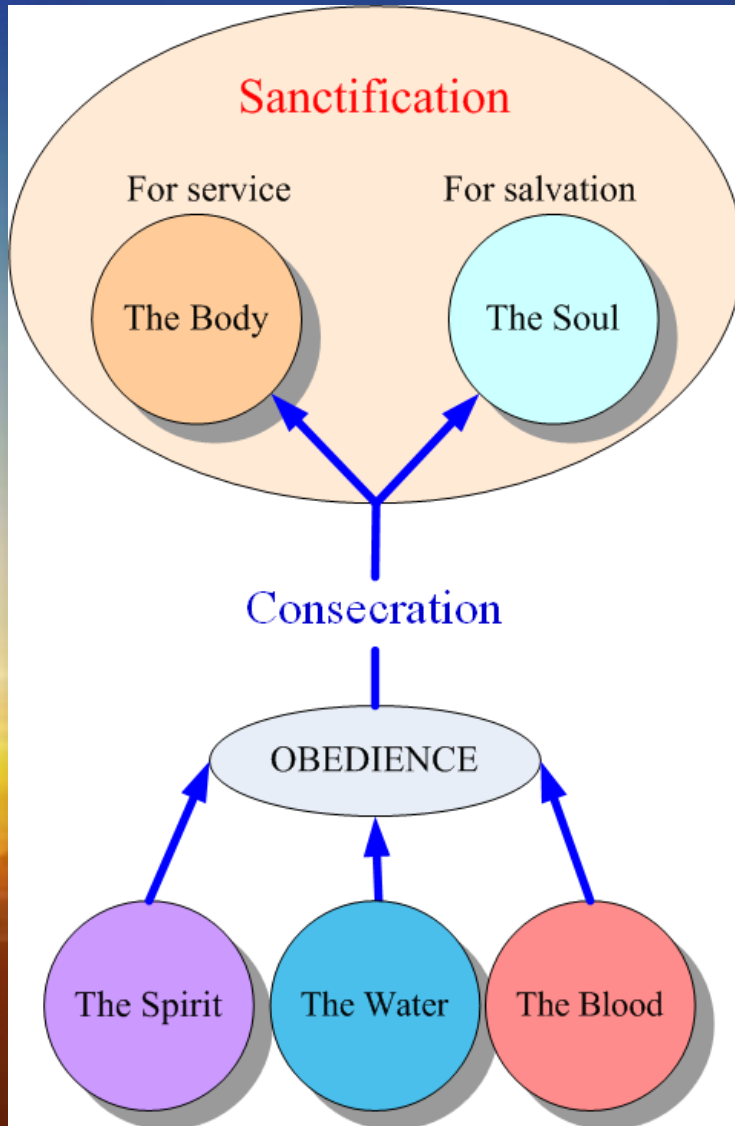 Sanctification
For service
For salvation
The Body
The Soul
Consecration
OBEDIENCE
The Spirit
The Water
The Blood